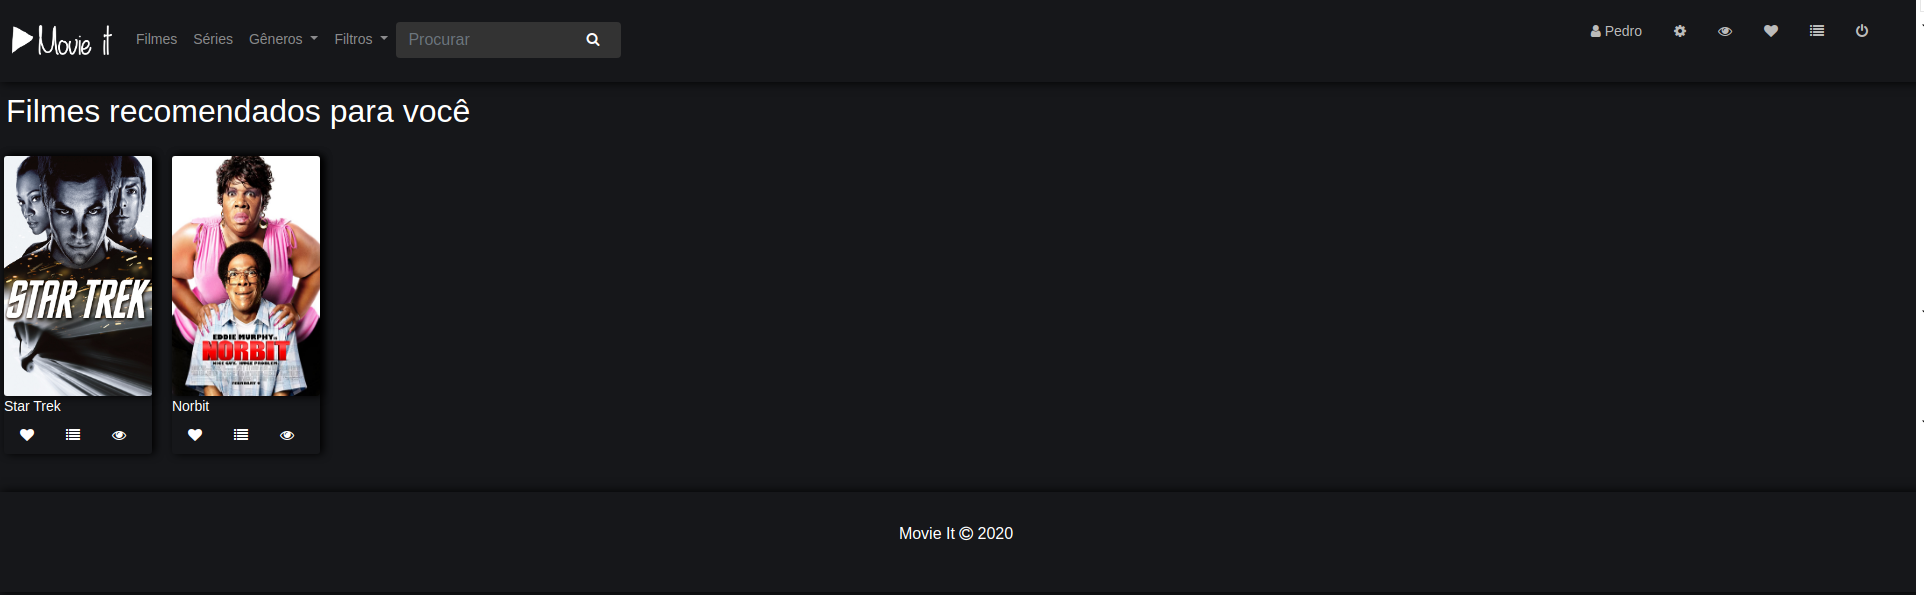 Movie it
Filmes Séries Gêneros Filtros Procurar Pedro
Filmes recomendados para você
STAR TREK
EDDIE MURPHY
NORBIT
Star Trek
Norbit
Movie It © 2020